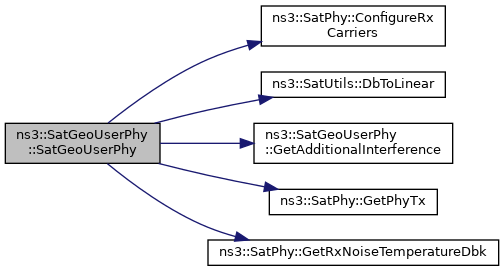 ns3::SatGeoUserPhy
::SatGeoUserPhy
ns3::SatPhy::ConfigureRx
Carriers
ns3::SatUtils::DbToLinear
ns3::SatGeoUserPhy
::GetAdditionalInterference
ns3::SatPhy::GetPhyTx
ns3::SatPhy::GetRxNoiseTemperatureDbk